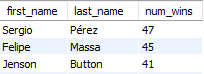 first_name last_name num_wins
Sergio Pérez 47
Felipe Massa 45
Jenson Button 41